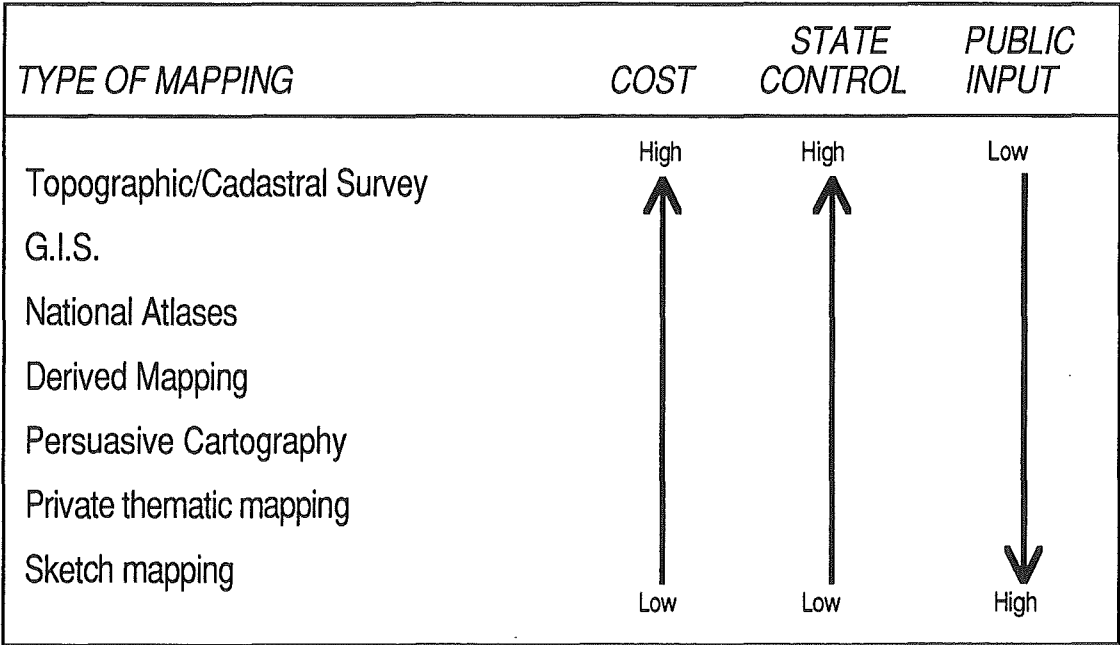 TYPE OF MAPPING COST STATE CONTROL PUBLIC INPUT
High High Low
Topographic/Cadastral Survey
G.I.S.
National Atlases
Derived Mapping
Persuasive Cartography
Private thematic mapping
Sketch mapping
Low Low High